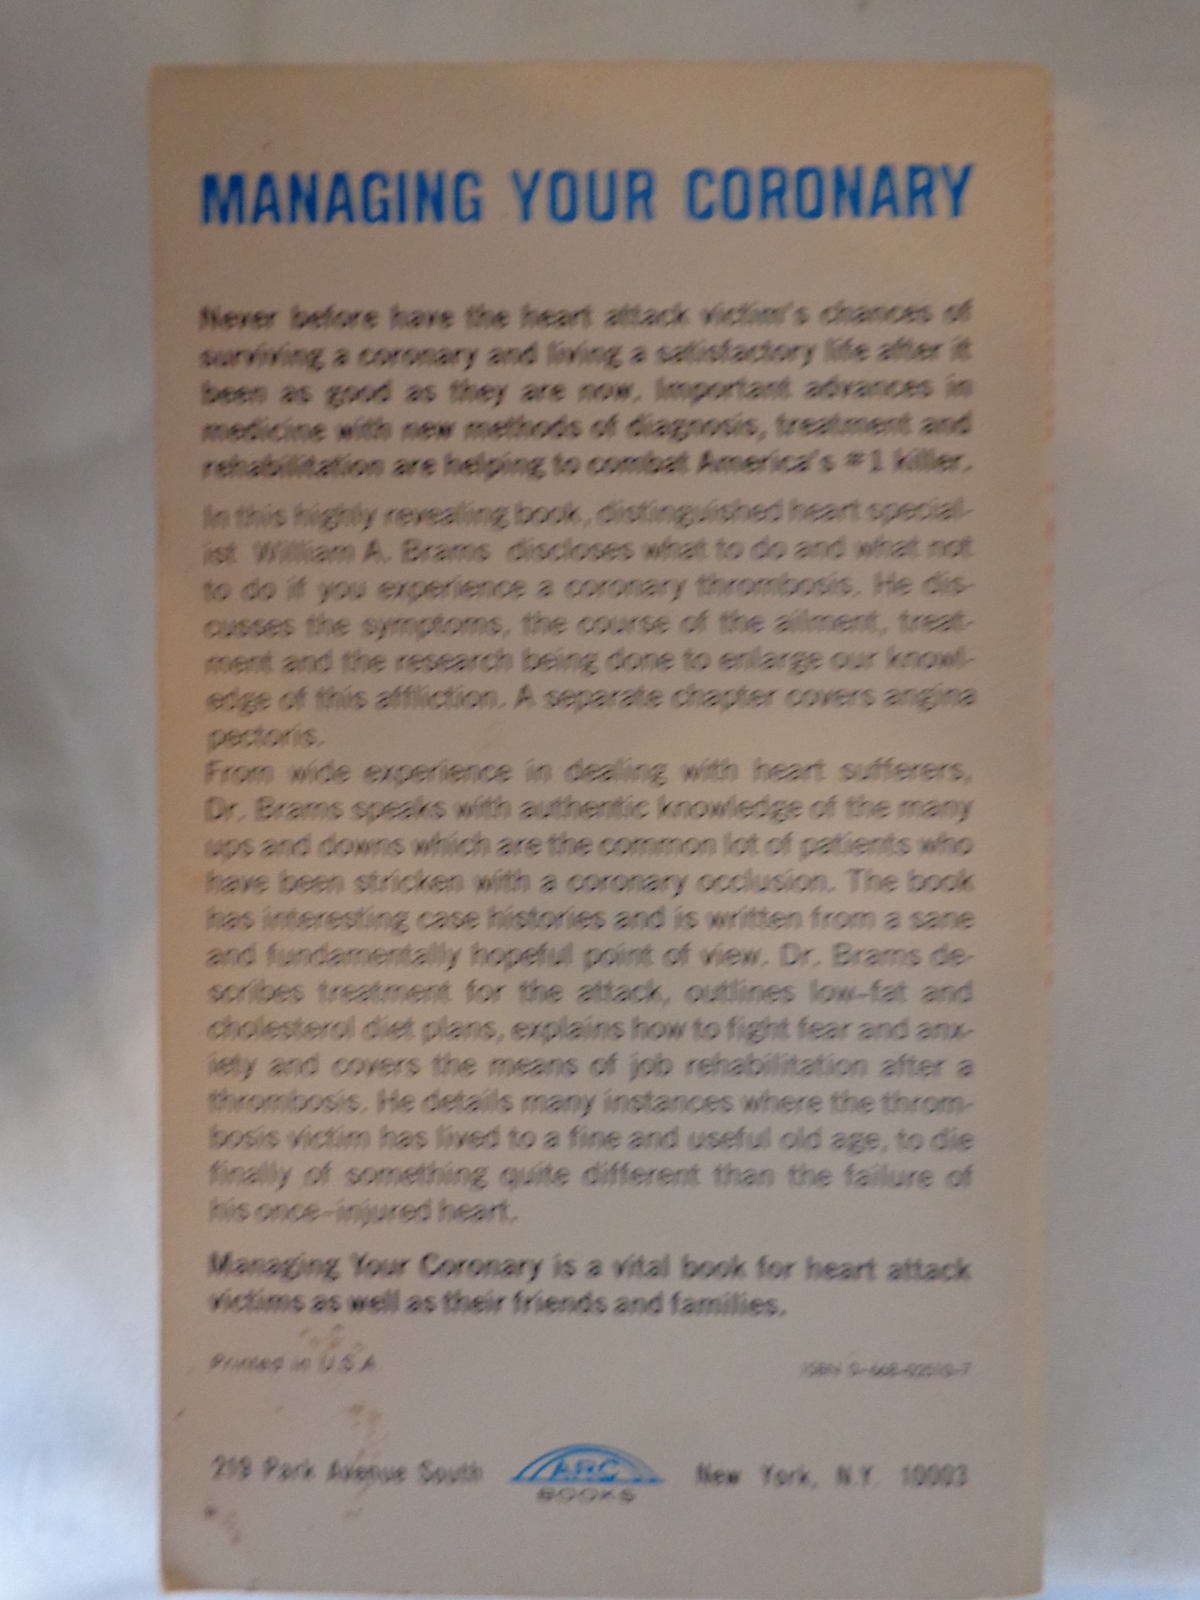 MANAGING YOUR CORONARY
Never before have the heart attack victim's chances of
surviving a coronary and living a satisfactory life after it
been as good as they are now. Important advances in
medicine with new methods of diagnosis, treatment and
rehabilitation are helping to combat America's #1 killer.
In this highly revealing book, distinguished heart special-
ist William A. Brams discloses what to do and what not
to do if you experience a coronary thrombosis. He dis-
cusses the symptoms, the course of the ailment, treat-
ment and the research being done to enlarge our knowl-
edge of this affliction. A separate chapter covers angina
pectoris.
From wide experience in dealing with heart sufferers,
Dr. Brams speaks with authentic knowledge of the many
ups and downs which are the common lot of patients who
have been stricken with a coronary occlusion. The book
has interesting case histories and is written from a sane
and fundamentally hopeful point of view. Dr. Brams de-
scribes treatment for the attack, outlines low-fat and
cholesterol diet plans, explains how to fight fear and anx-
iety and covers the means of job rehabilitation after a
thrombosis. He details many instances where the throm-
bosis victim has lived to a fine and useful old age, to die
finally of something quite different than the failure of
his once-injured heart.
Managing Your Coronary is a vital book for heart attack
victims as well as their friends and families.
Printed in U.S.A.
ISBN 0-668-02510-7
219 Park Avenue South
ARC
BOOKS
New York, N.Y. 10003